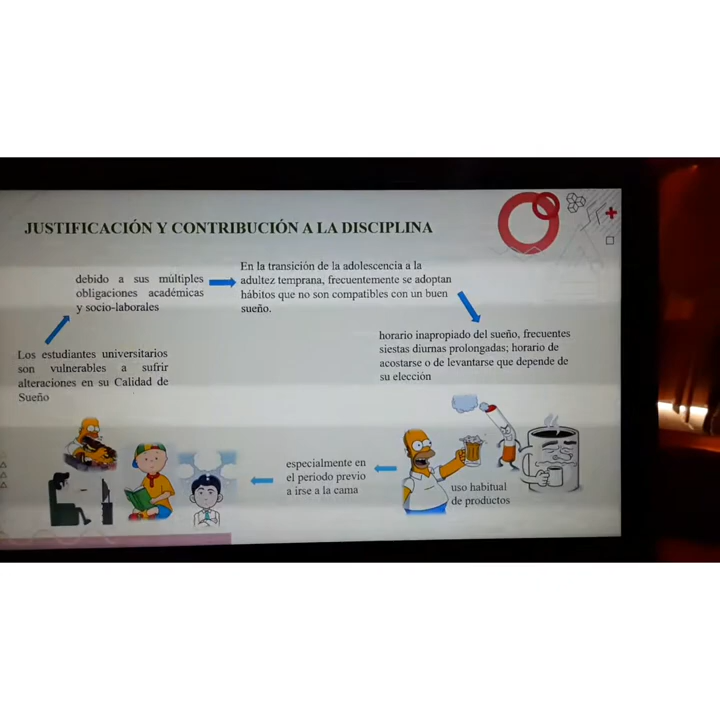 JUSTIFICACIÓN Y CONTRIBUCIÓN A LA DISCIPLINA
Los estudiantes universitarios
son vulnerables a sufrir
alteraciones en su Calidad de
Sueño
debido a sus múltiples
obligaciones académicas
y socio-laborales
En la transición de la adolescencia a la
adultez temprana, frecuentemente se adoptan
hábitos que no son compatibles con un buen
sueño.
horario inapropiado del sueño, frecuentes
siestas diurnas prolongadas; horario de
acostarse o de levantarse que depende de
su elección
uso habitual
de productos
especialmente en
el periodo previo
a irse a la cama